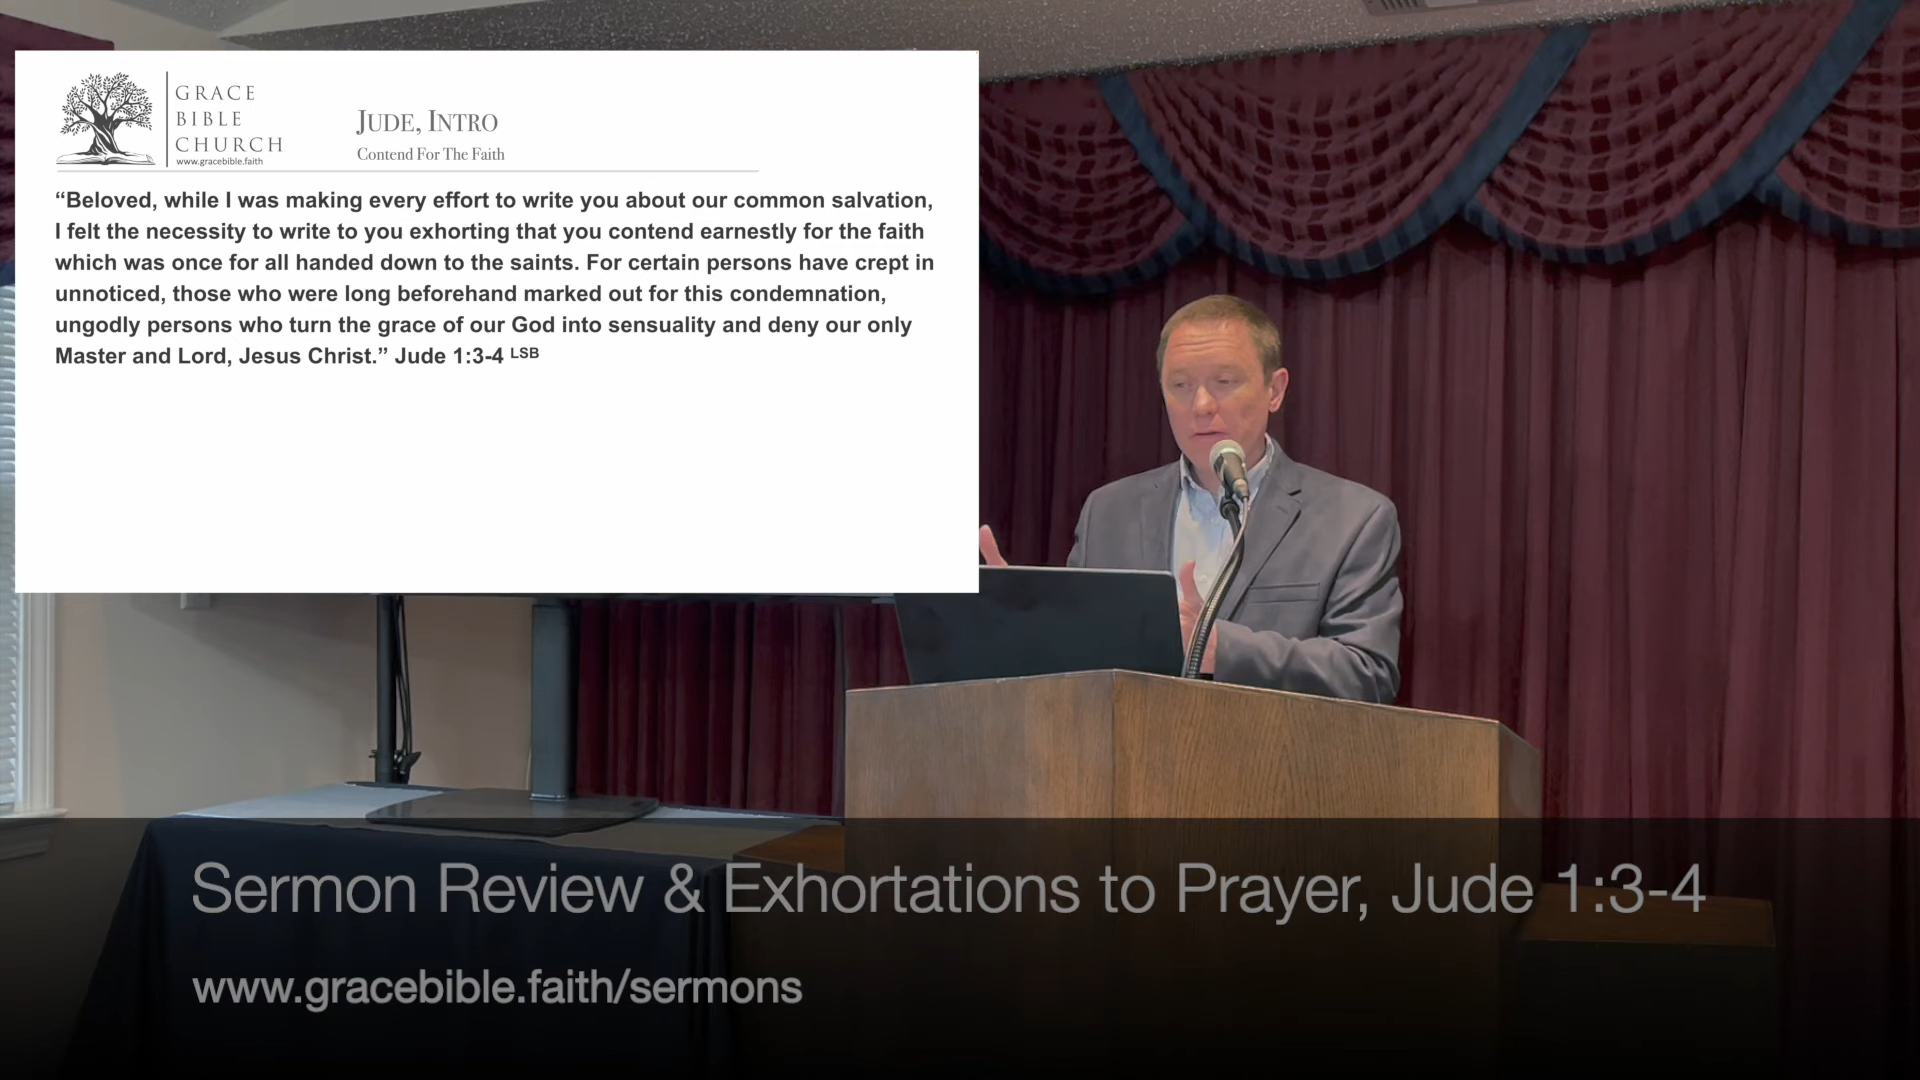 GRACE
BIBLE
CHURCH
www.gracebible.faith
JUDE, INTRO
Contend For The Faith
“Beloved, while I was making every effort to write you about our common salvation,
I felt the necessity to write to you exhorting that you contend earnestly for the faith
which was once for all handed down to the saints. For certain persons have crept in
unnoticed, those who were long beforehand marked out for this condemnation,
ungodly persons who turn the grace of our God into sensuality and deny our only
Master and Lord, Jesus Christ.” Jude 1:3-4 LSB
Sermon Review & Exhortations to Prayer, Jude 1:3-4
www.gracebible.faith/sermons